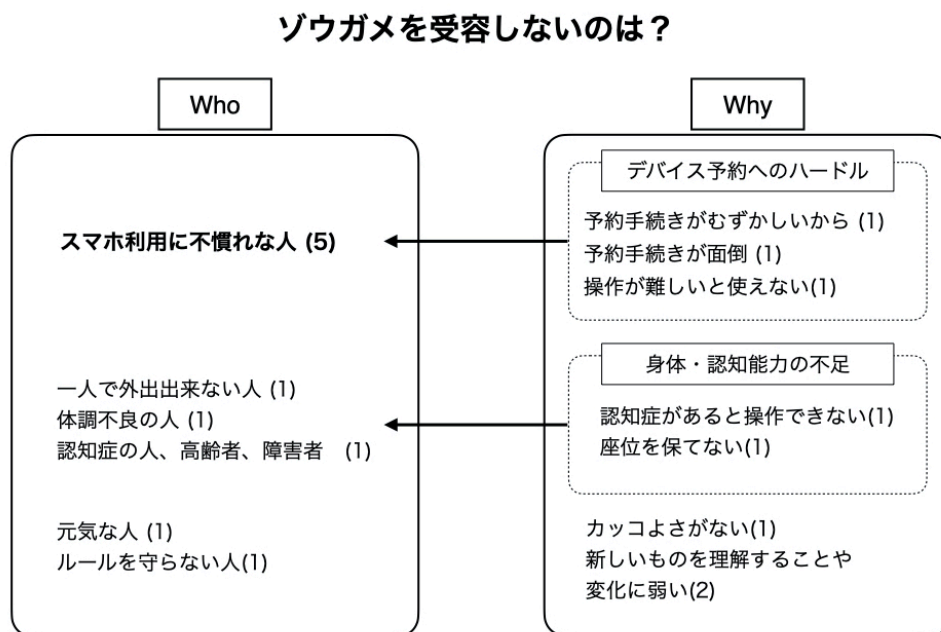 ゾウガメを受容しないのは？
Who
スマホ利用に不慣れな人 (5)
一人で外出出来ない人 (1)
体調不良の人 (1)
認知症の人、高齢者、障害者 (1)
元気な人 (1)
ルールを守らない人(1)
Why
デバイス予約へのハードル
予約手続きがむずかしいから (1)
予約手続きが面倒 (1)
操作が難しいと使えない(1)
身体・認知能力の不足
認知症があると操作できない(1)
座位を保てない(1)
カッコよさがない(1)
新しいものを理解することや
変化に弱い(2)